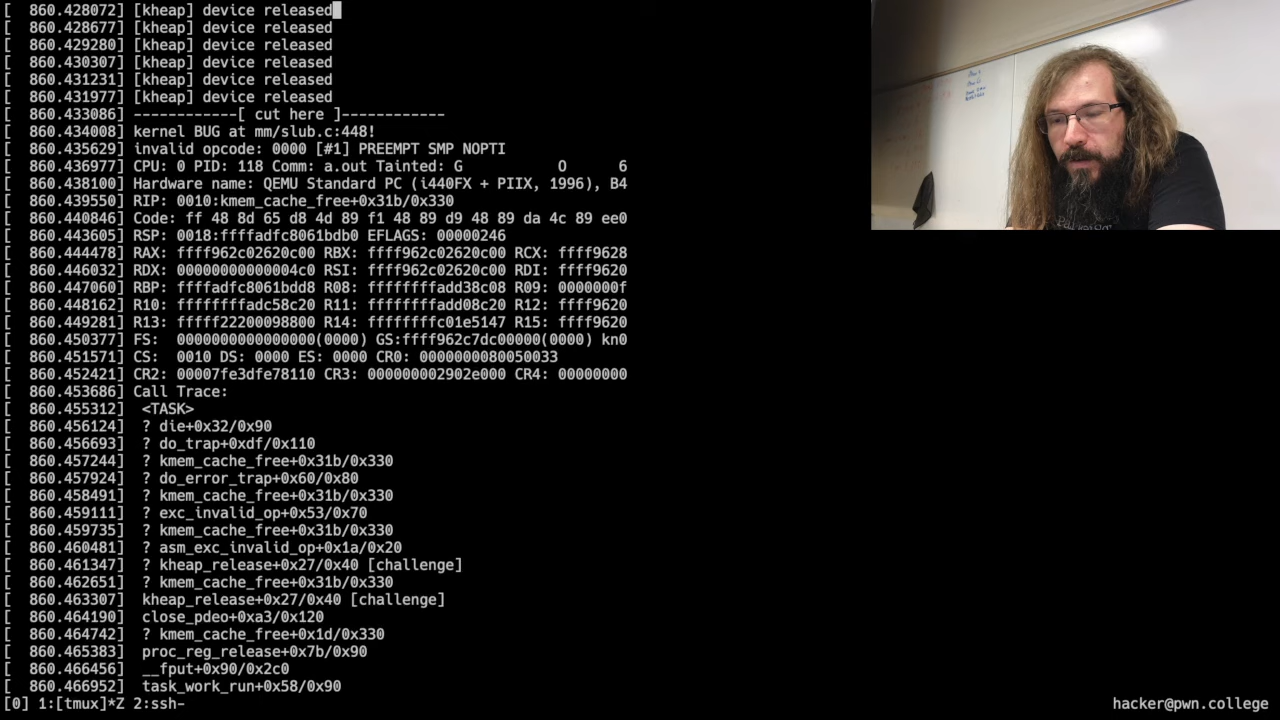 [  860.428072] [kheap] device released
[  860.428677] [kheap] device released
[  860.429280] [kheap] device released
[  860.430307] [kheap] device released
[  860.431231] [kheap] device released
[  860.431977] [kheap] device released
[  860.433086] ------------[ cut here ]------------
[  860.434008] kernel BUG at mm/slub.c:448!
[  860.435629] invalid opcode: 0000 [#1] PREEMPT SMP NOPTI
[  860.436977] CPU: 0 PID: 118 Comm: a.out Tainted: G           O      6
[  860.438100] Hardware name: QEMU Standard PC (i440FX + PIIX, 1996), B4
[  860.439550] RIP: 0010:kmem_cache_free+0x31b/0x330
[  860.440846] Code: ff 48 8d 65 d8 4d 89 f1 48 89 d9 48 89 da 4c 89 ee0
[  860.443605] RSP: 0018:ffffadfc8061bdb0 EFLAGS: 00000246
[  860.444478] RAX: ffff962c02620c00 RBX: ffff962c02620c00 RCX: ffff9628
[  860.446032] RDX: 00000000000004c0 RSI: ffff962c02620c00 RDI: ffff9620
[  860.447060] RBP: ffffadfc8061bdd8 R08: ffffffffadd38c08 R09: 0000000f
[  860.448162] R10: ffffffffadc58c20 R11: ffffffffadd08c20 R12: ffff9620
[  860.449281] R13: fffff22200098800 R14: ffffffffc01e5147 R15: ffff9620
[  860.450377] FS:  0000000000000000(0000) GS:ffff962c7dc00000(0000) kn0
[  860.451571] CS:  0010 DS: 0000 ES: 0000 CR0: 0000000080050033
[  860.452421] CR2: 00007fe3dfe78110 CR3: 000000002902e000 CR4: 00000000
[  860.453686] Call Trace:
[  860.455312]  <TASK>
[  860.456124]  ? die+0x32/0x90
[  860.456693]  ? do_trap+0xdf/0x110
[  860.457244]  ? kmem_cache_free+0x31b/0x330
[  860.457924]  ? do_error_trap+0x60/0x80
[  860.458491]  ? kmem_cache_free+0x31b/0x330
[  860.459111]  ? exc_invalid_op+0x53/0x70
[  860.459735]  ? kmem_cache_free+0x31b/0x330
[  860.460481]  ? asm_exc_invalid_op+0x1a/0x20
[  860.461347]  ? kheap_release+0x27/0x40 [challenge]
[  860.462651]  ? kmem_cache_free+0x31b/0x330
[  860.463307]  kheap_release+0x27/0x40 [challenge]
[  860.464190]  close_pdeo+0xa3/0x120
[  860.464742]  ? kmem_cache_free+0x1d/0x330
[  860.465383]  proc_reg_release+0x7b/0x90
[  860.466456]  __fput+0x90/0x2c0
[  860.466952]  task_work_run+0x58/0x90
[0] 1:[tmux]*Z 2:ssh-    hacker@pwn.college